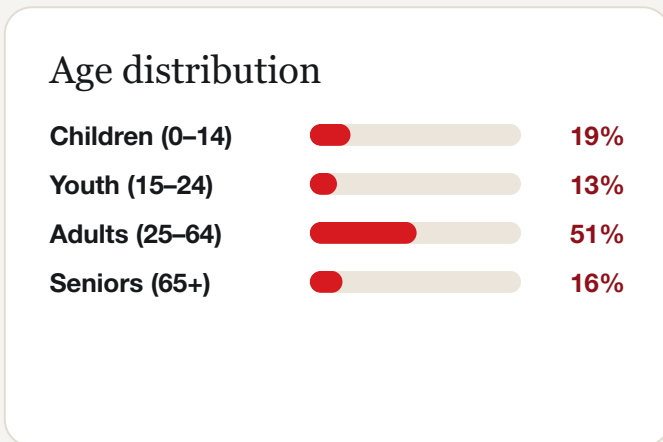 Age distribution
Children (0–14) 19%
Youth (15–24) 13%
Adults (25–64) 51%
Seniors (65+) 16%